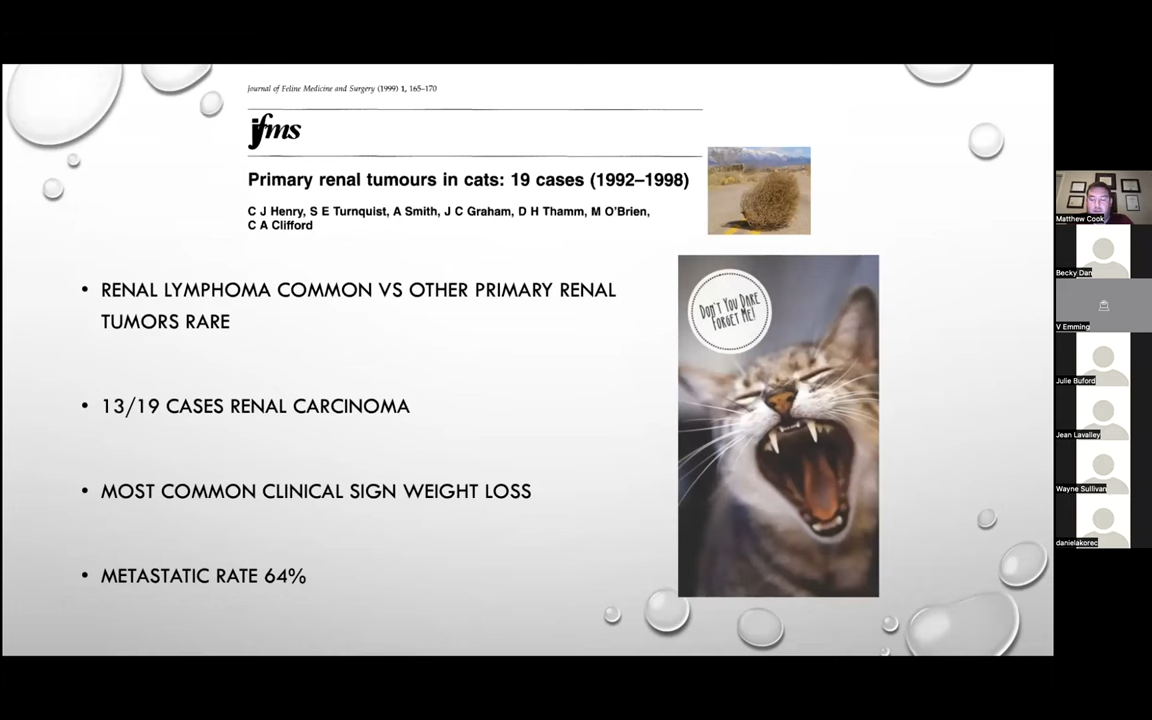 Journal of Feline Medicine and Surgery (1999) 1, 165–170
jfms
Primary renal tumours in cats: 19 cases (1992–1998)
C J Henry, S E Turnquist, A Smith, J C Graham, D H Thamm, M O'Brien,
C A Clifford
• RENAL LYMPHOMA COMMON VS OTHER PRIMARY RENAL
TUMORS RARE
• 13/19 CASES RENAL CARCINOMA
• MOST COMMON CLINICAL SIGN WEIGHT LOSS
• METASTATIC RATE 64%
DON'T YOU DARE
FORGET ME!
Matthew Cook
Becky Dan
V Emming
Julie Buford
Jean Lavalley
Wayne Sullivan
danielakorec